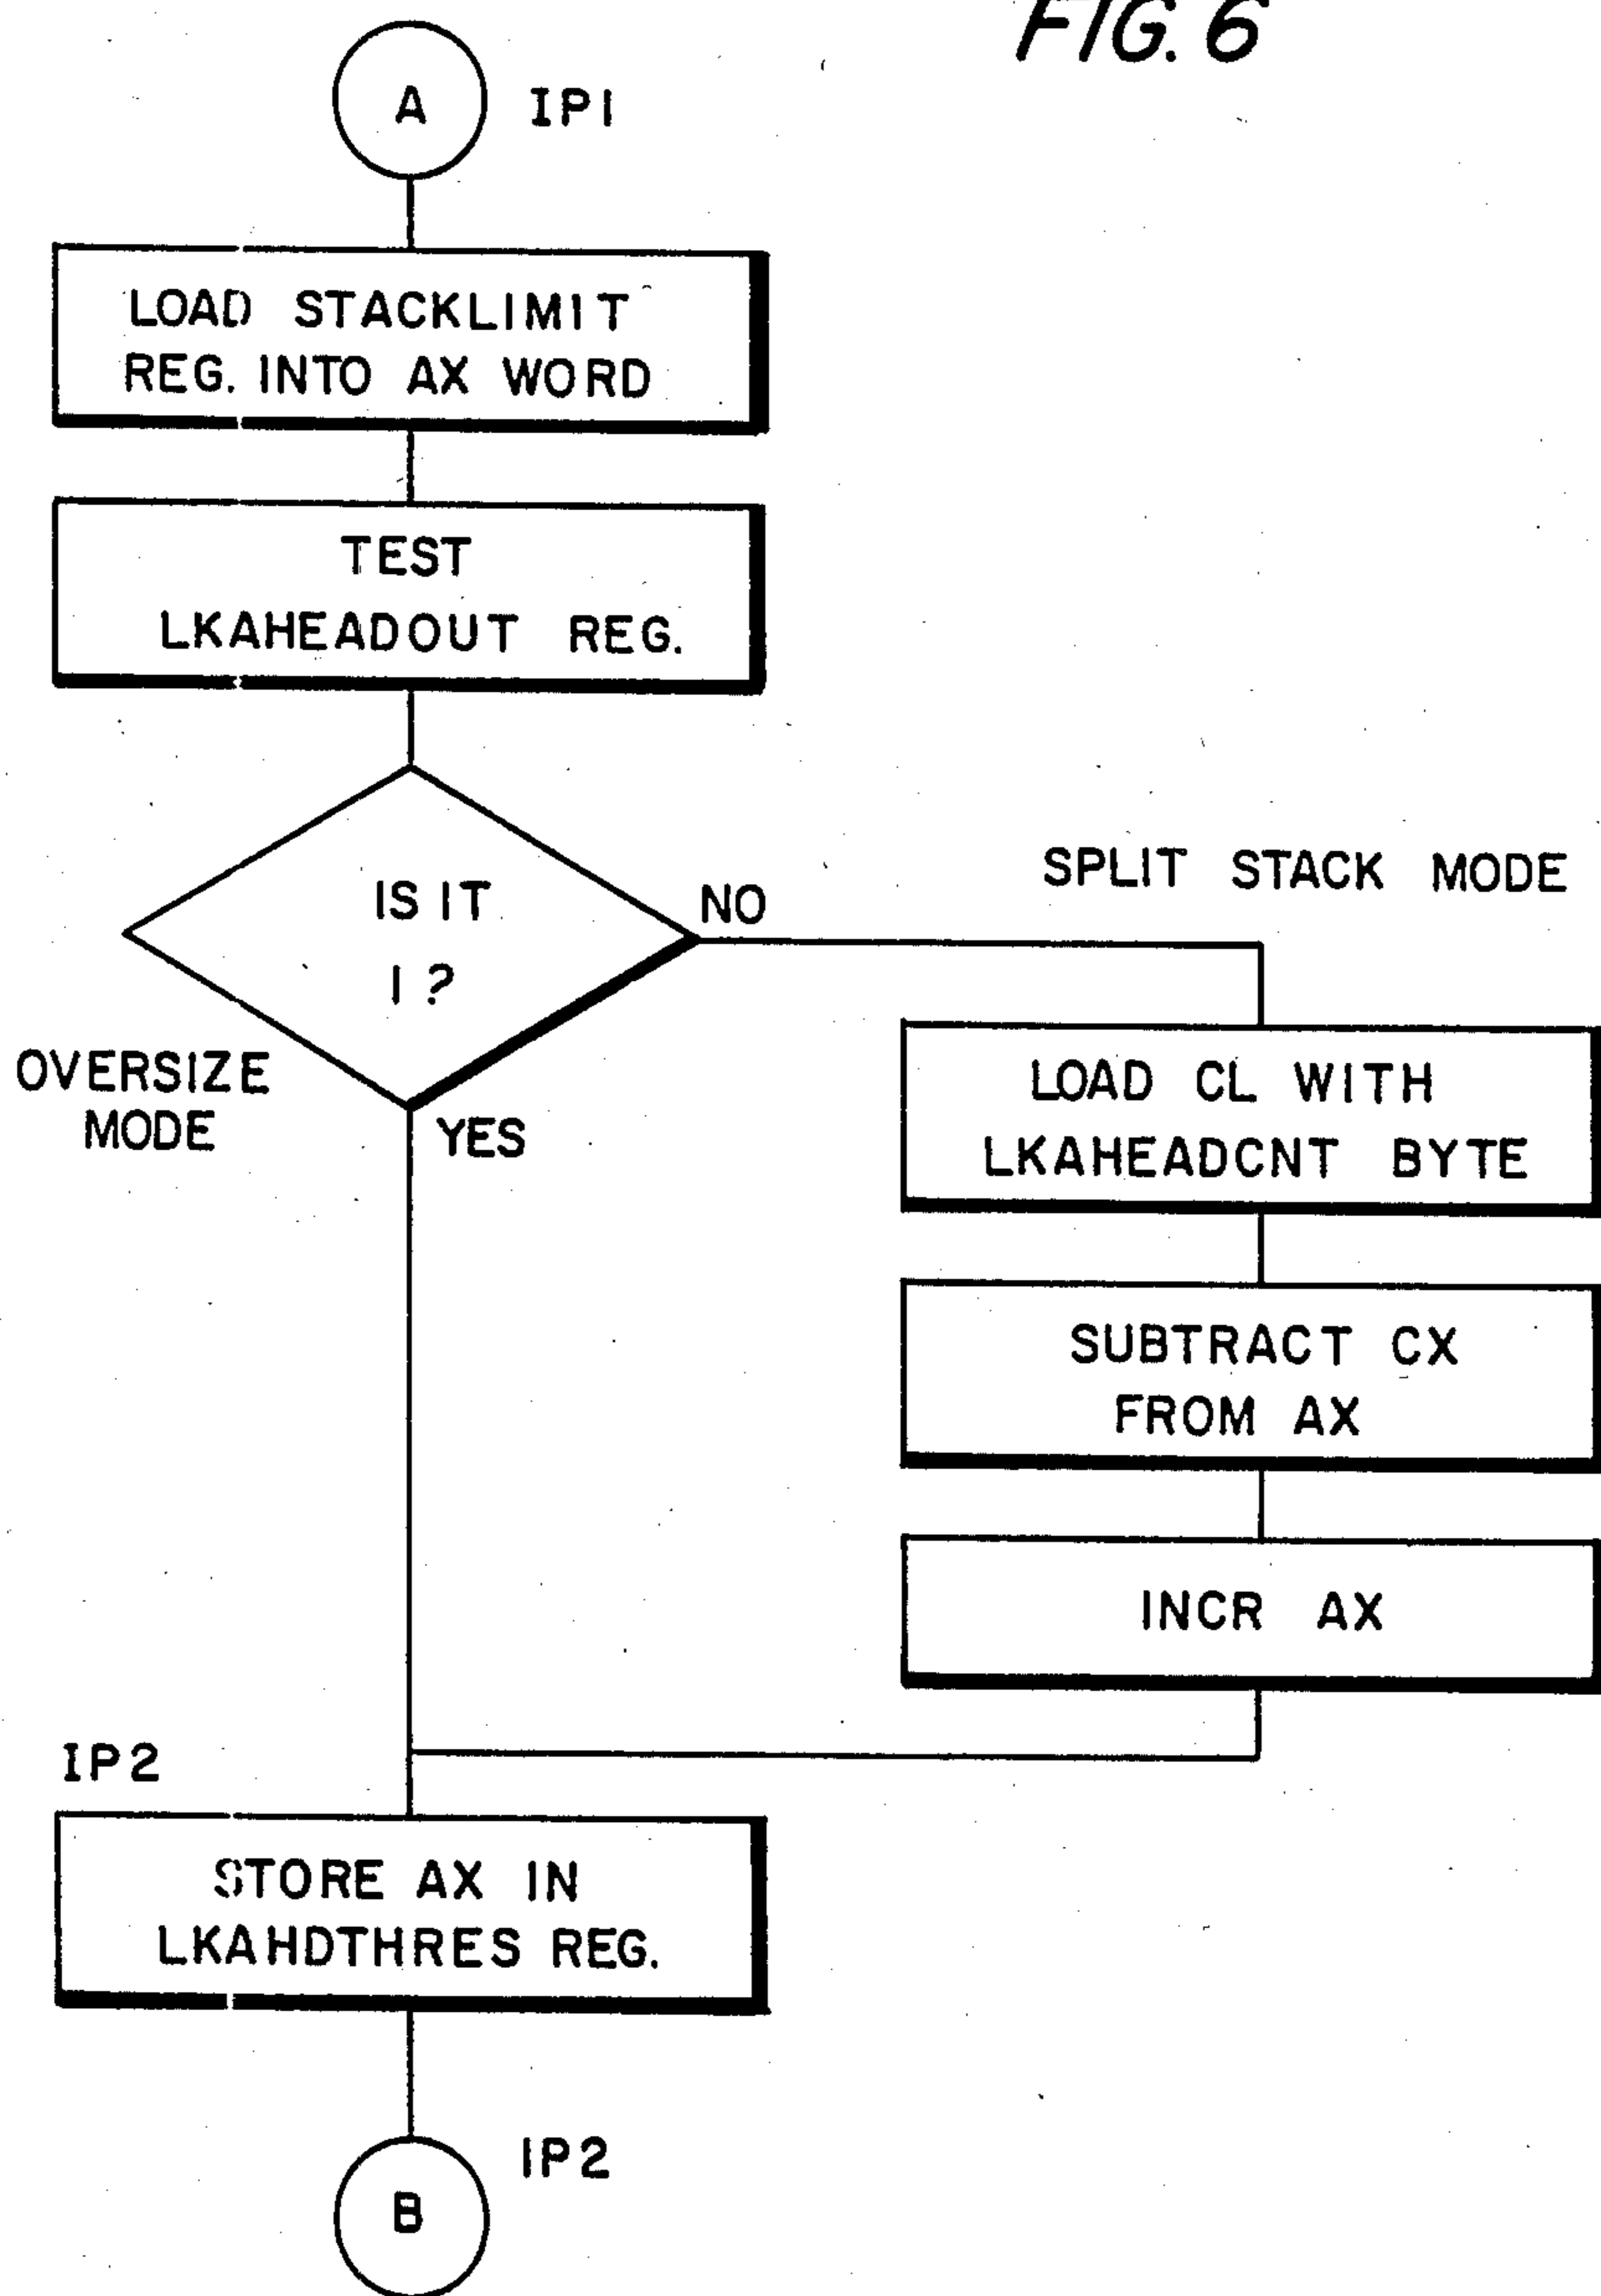 FIG. 6
A
IP1
LOAD STACKLIMIT
REG. INTO AX WORD
TEST
LKAHEADOUT REG.
IS IT
1 ?
NO
SPLIT STACK MODE
OVERSIZE
MODE
YES
LOAD CL WITH
LKAHEADCNT BYTE
SUBTRACT CX
FROM AX
INCR AX
IP2
STORE AX IN
LKAHDTHRES REG.
IP2
B